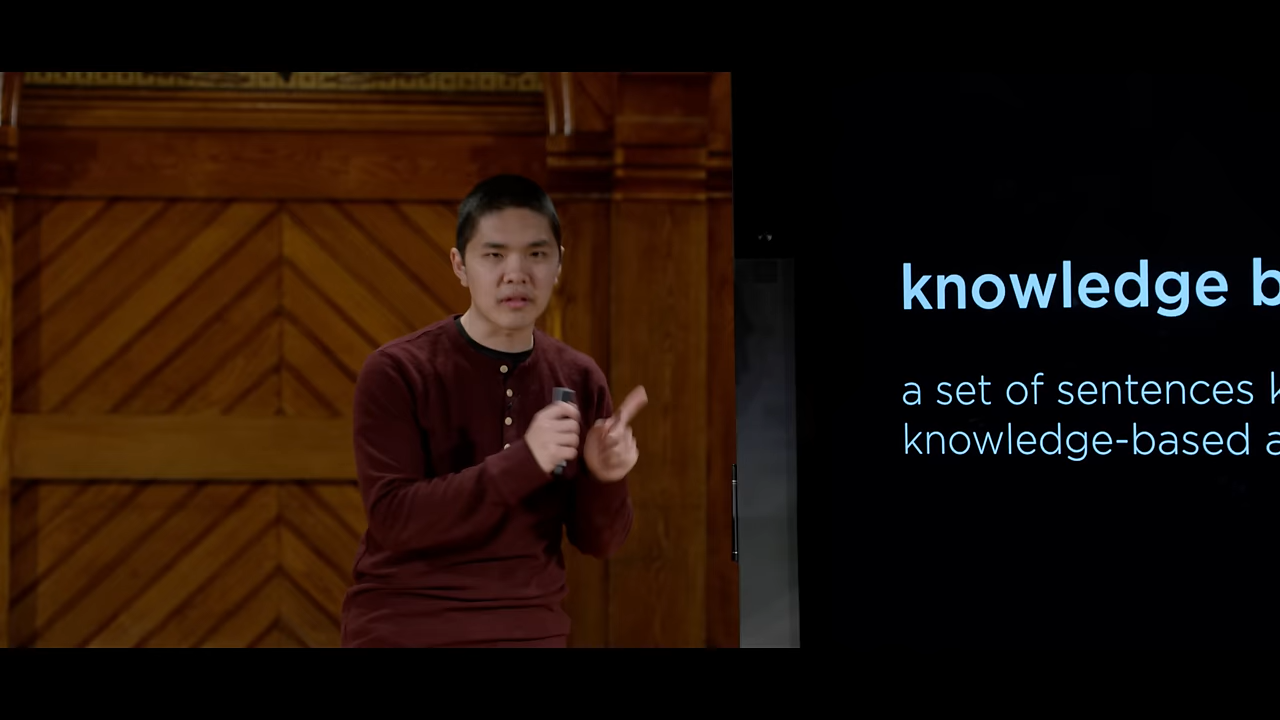 knowledge b
a set of sentences k
knowledge-based a